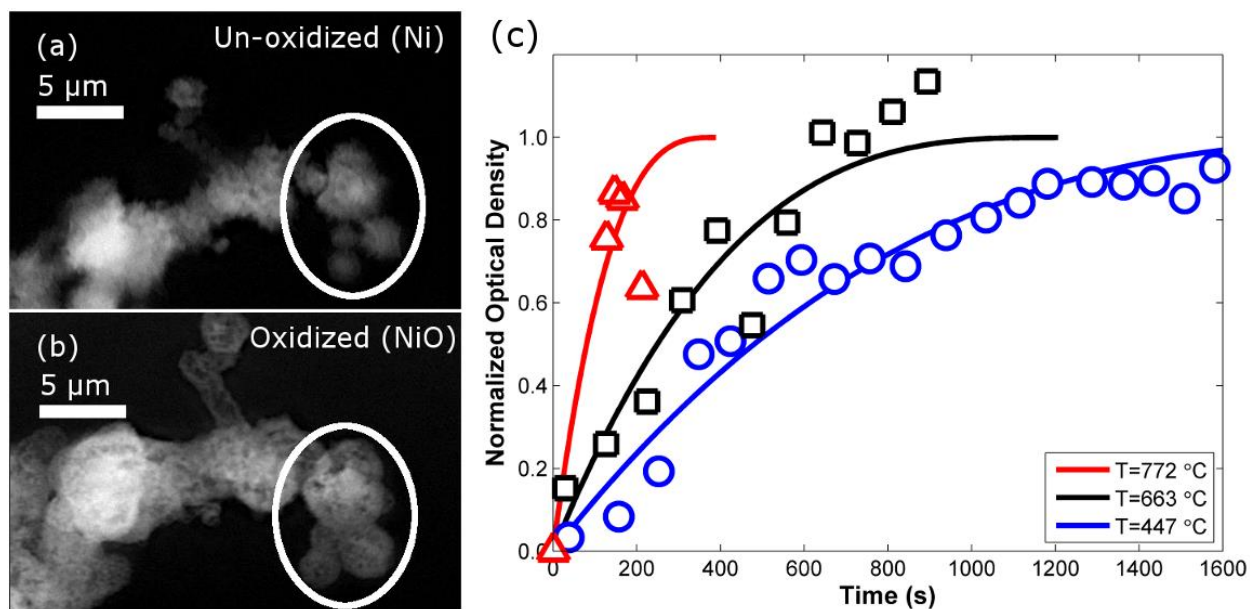 (a)
Un-oxidized (Ni)
5 µm
(b)
Oxidized (NiO)
5 µm
(c)
Normalized Optical Density
1.0
0.8
0.6
0.4
0.2
0.0
0 200 400 600 800 1000 1200 1400 1600
Time (s)
T=772 °C
T=663 °C
T=447 °C